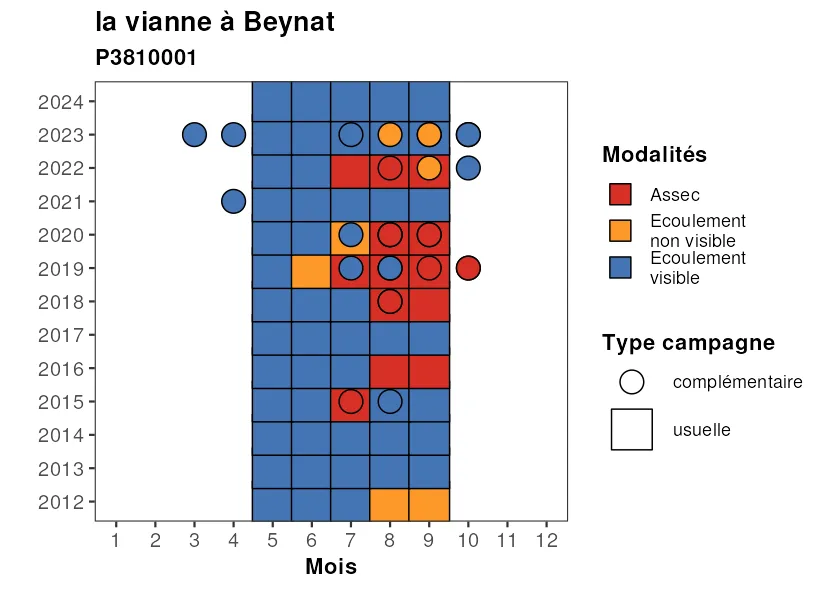 la vianne à Beynat
P3810001
2024
2023
2022
2021
2020
2019
2018
2017
2016
2015
2014
2013
2012
1 2 3 4 5 6 7 8 9 10 11 12
Mois
Modalités
Assec
Ecoulement
non visible
Ecoulement
visible
Type campagne
complémentaire
usuelle